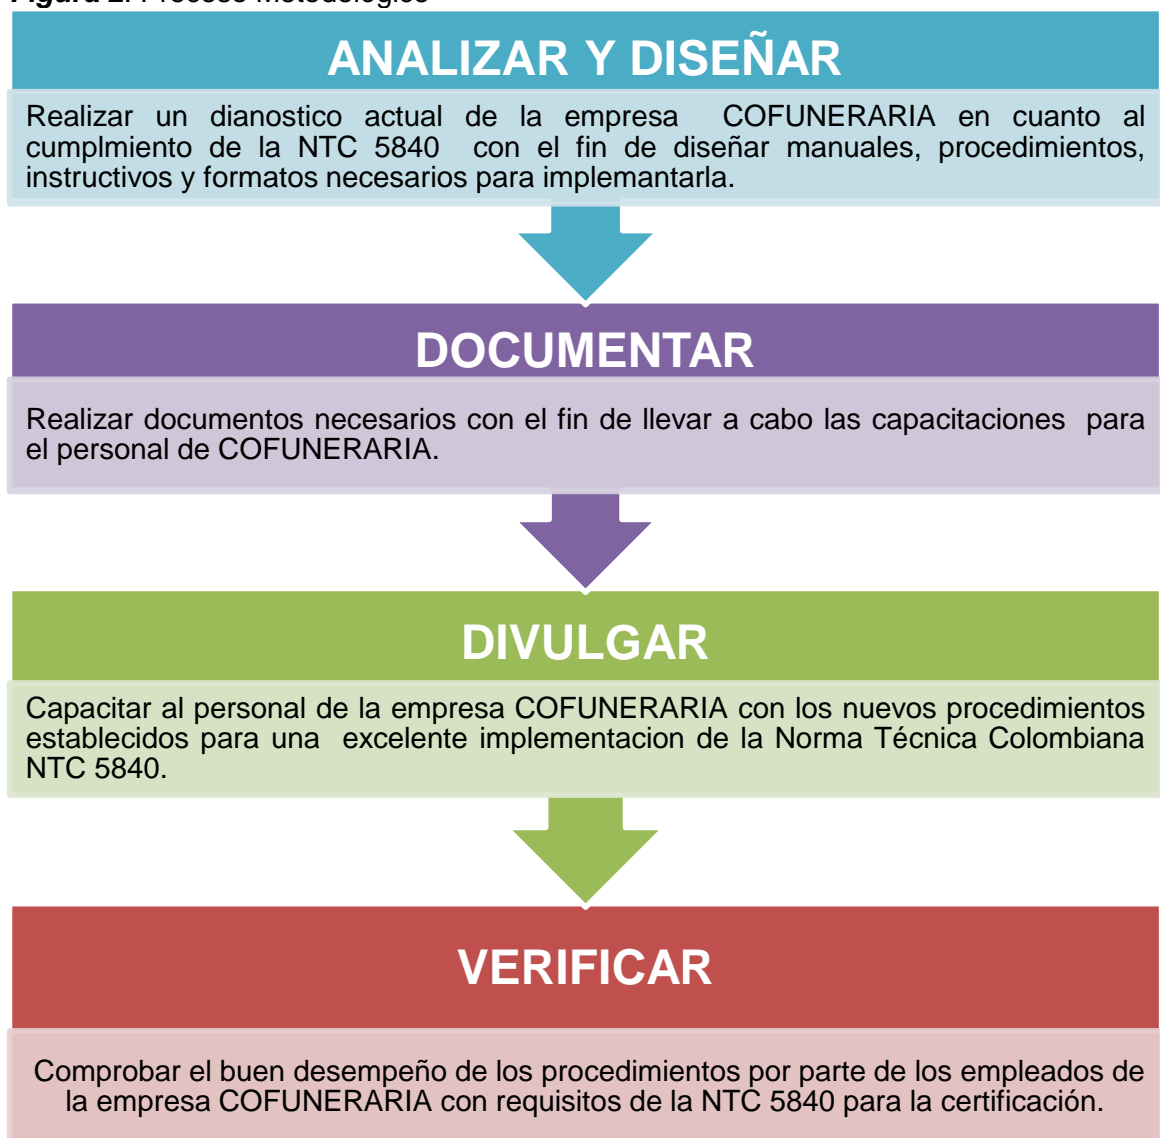 Figura 2. Proceso Metodológico
ANALIZAR Y DISEÑAR
Realizar un dianostico actual de la empresa COFUNERARIA en cuanto al
cumplmiento de la NTC 5840 con el fin de diseñar manuales, procedimientos,
instructivos y formatos necesarios para implemantarla.
DOCUMENTAR
Realizar documentos necesarios con el fin de llevar a cabo las capacitaciones para
el personal de COFUNERARIA.
DIVULGAR
Capacitar al personal de la empresa COFUNERARIA con los nuevos procedimientos
establecidos para una excelente implementacion de la Norma Técnica Colombiana
NTC 5840.
VERIFICAR
Comprobar el buen desempeño de los procedimientos por parte de los empleados de
la empresa COFUNERARIA con requisitos de la NTC 5840 para la certificación.